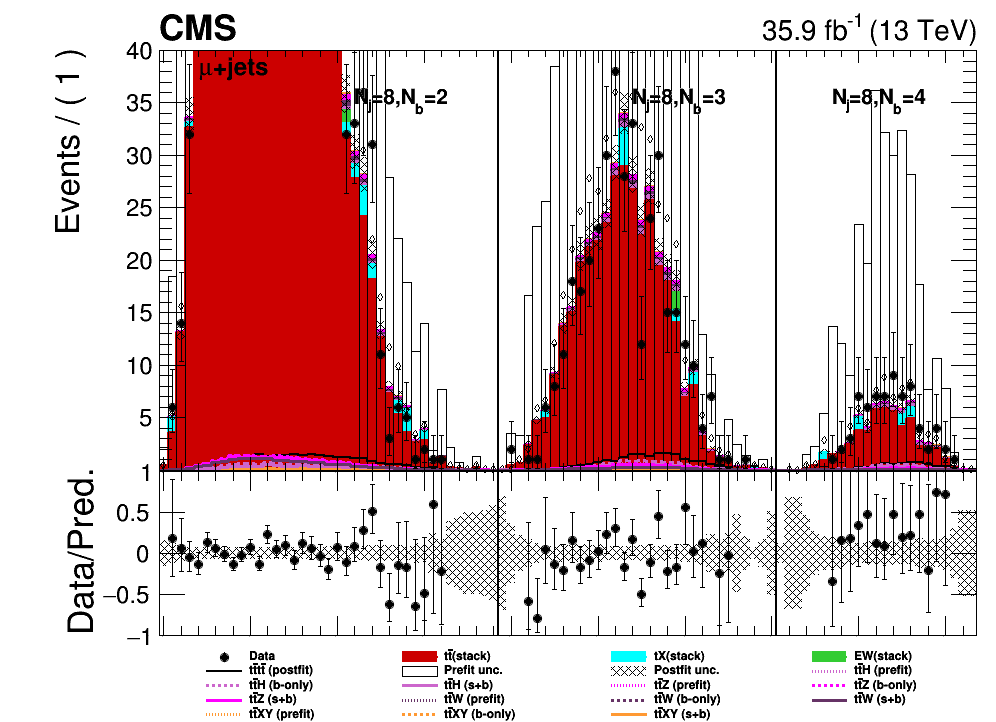 CMS 35.9 fb⁻¹ (13 TeV)
Events / ( 1 )
40
35
30
25
20
15
10
5
μ+jets
Nj=8,Nb=2
Nj=8,Nb=3
Nj=8,Nb=4
Data/Pred.
1
0.5
0
−0.5
−1
Data tt̄(stack) tX(stack) EW(stack)
tt̄tt̄ (postfit) Prefit unc. Postfit unc. tt̄H (prefit)
tt̄H (b-only) tt̄H (s+b) tt̄Z (prefit) tt̄Z (b-only)
tt̄Z (s+b) tt̄W (prefit) tt̄W (b-only) tt̄W (s+b)
tt̄XY (prefit) tt̄XY (b-only) tt̄XY (s+b)